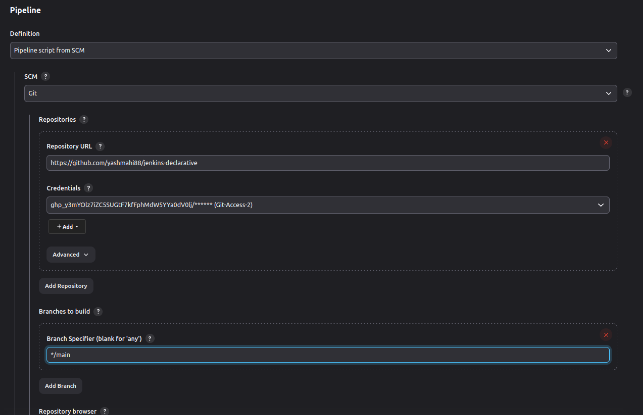 Pipeline
Definition
Pipeline script from SCM
SCM ?
Git
?
Repositories ?
Repository URL ?
https://github.com/yashmahi88/jenkins-declarative
Credentials ?
/****** (Git-Access-2)
+ Add
Advanced
Add Repository
Branches to build ?
Branch Specifier (blank for 'any') ?
*/main
Add Branch
Repository browser ?